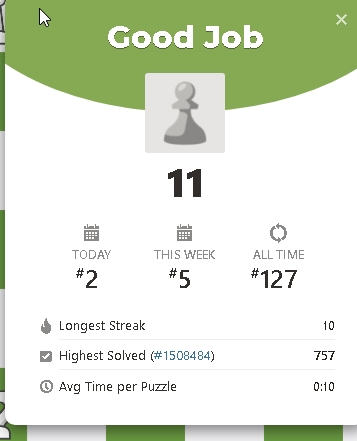 Good Job
11
TODAY THIS WEEK ALL TIME
#2 #5 #127
Longest Streak 10
Highest Solved (#1508484) 757
Avg Time per Puzzle 0:10